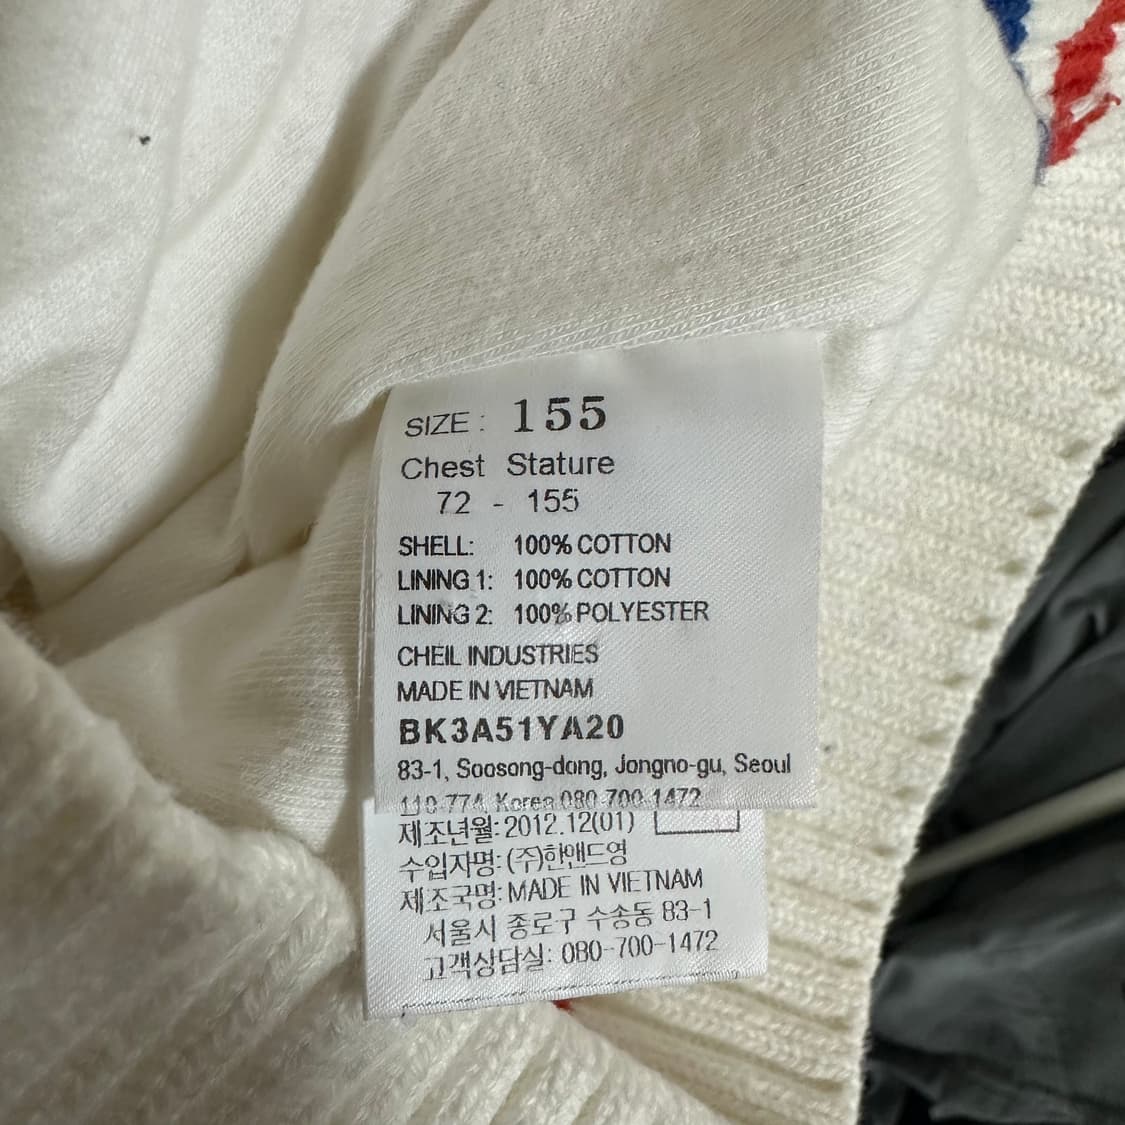 SIZE : 155
Chest Stature
72 - 155
SHELL: 100% COTTON
LINING 1: 100% COTTON
LINING 2: 100% POLYESTER
CHEIL INDUSTRIES
MADE IN VIETNAM
BK3A51YA20
83-1, Soosong-dong, Jongno-gu, Seoul
110-774, Korea 080-700-1472
제조년월: 2012.12(01)
수입자명: (주)한앤드영
제조국명: MADE IN VIETNAM
서울시 종로구 수송동 83-1
고객상담실: 080-700-1472